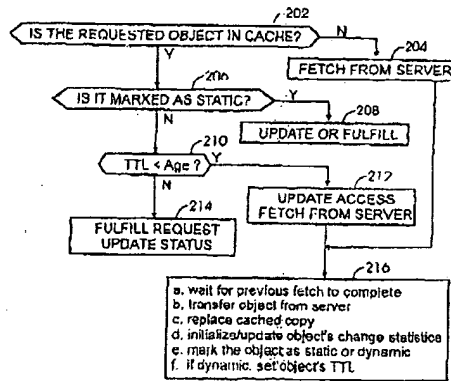 202
IS THE REQUESTED OBJECT IN CACHE?
N
Y
204
FETCH FROM SERVER
206
IS IT MARKED AS STATIC?
Y
N
208
UPDATE OR FULFILL
210
TTL < Age ?
Y
N
212
UPDATE ACCESS
FETCH FROM SERVER
214
FULFILL REQUEST
UPDATE STATUS
216
a. wait for previous fetch to complete
b. transfer object from server
c. replace cached copy
d. initialize/update object's change statistics
e. mark the object as static or dynamic
f. if dynamic, set object's TTL